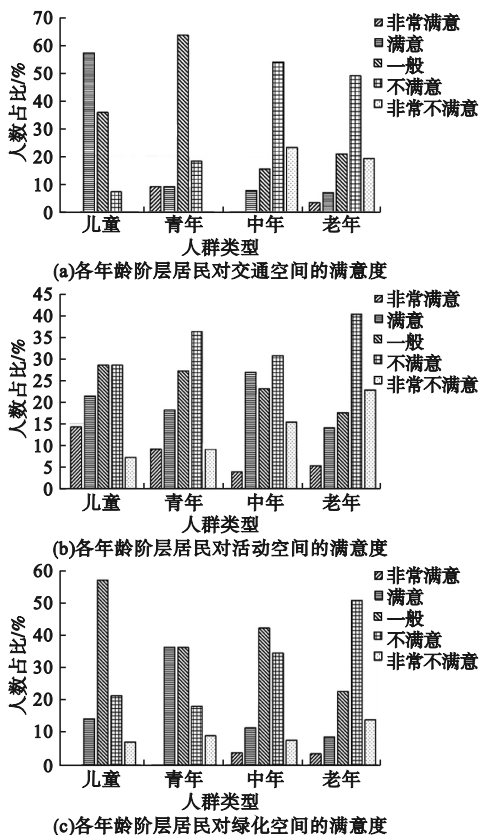 70
60
50
40
30
20
10
0
人数占比/%
非常满意
满意
一般
不满意
非常不满意
儿童 青年 中年 老年
人群类型
(a)各年龄阶层居民对交通空间的满意度
45
40
35
30
25
20
15
10
5
0
人数占比/%
非常满意
满意
一般
不满意
非常不满意
儿童 青年 中年 老年
人群类型
(b)各年龄阶层居民对活动空间的满意度
60
50
40
30
20
10
0
人数占比/%
非常满意
满意
一般
不满意
非常不满意
儿童 青年 中年 老年
人群类型
(c)各年龄阶层居民对绿化空间的满意度